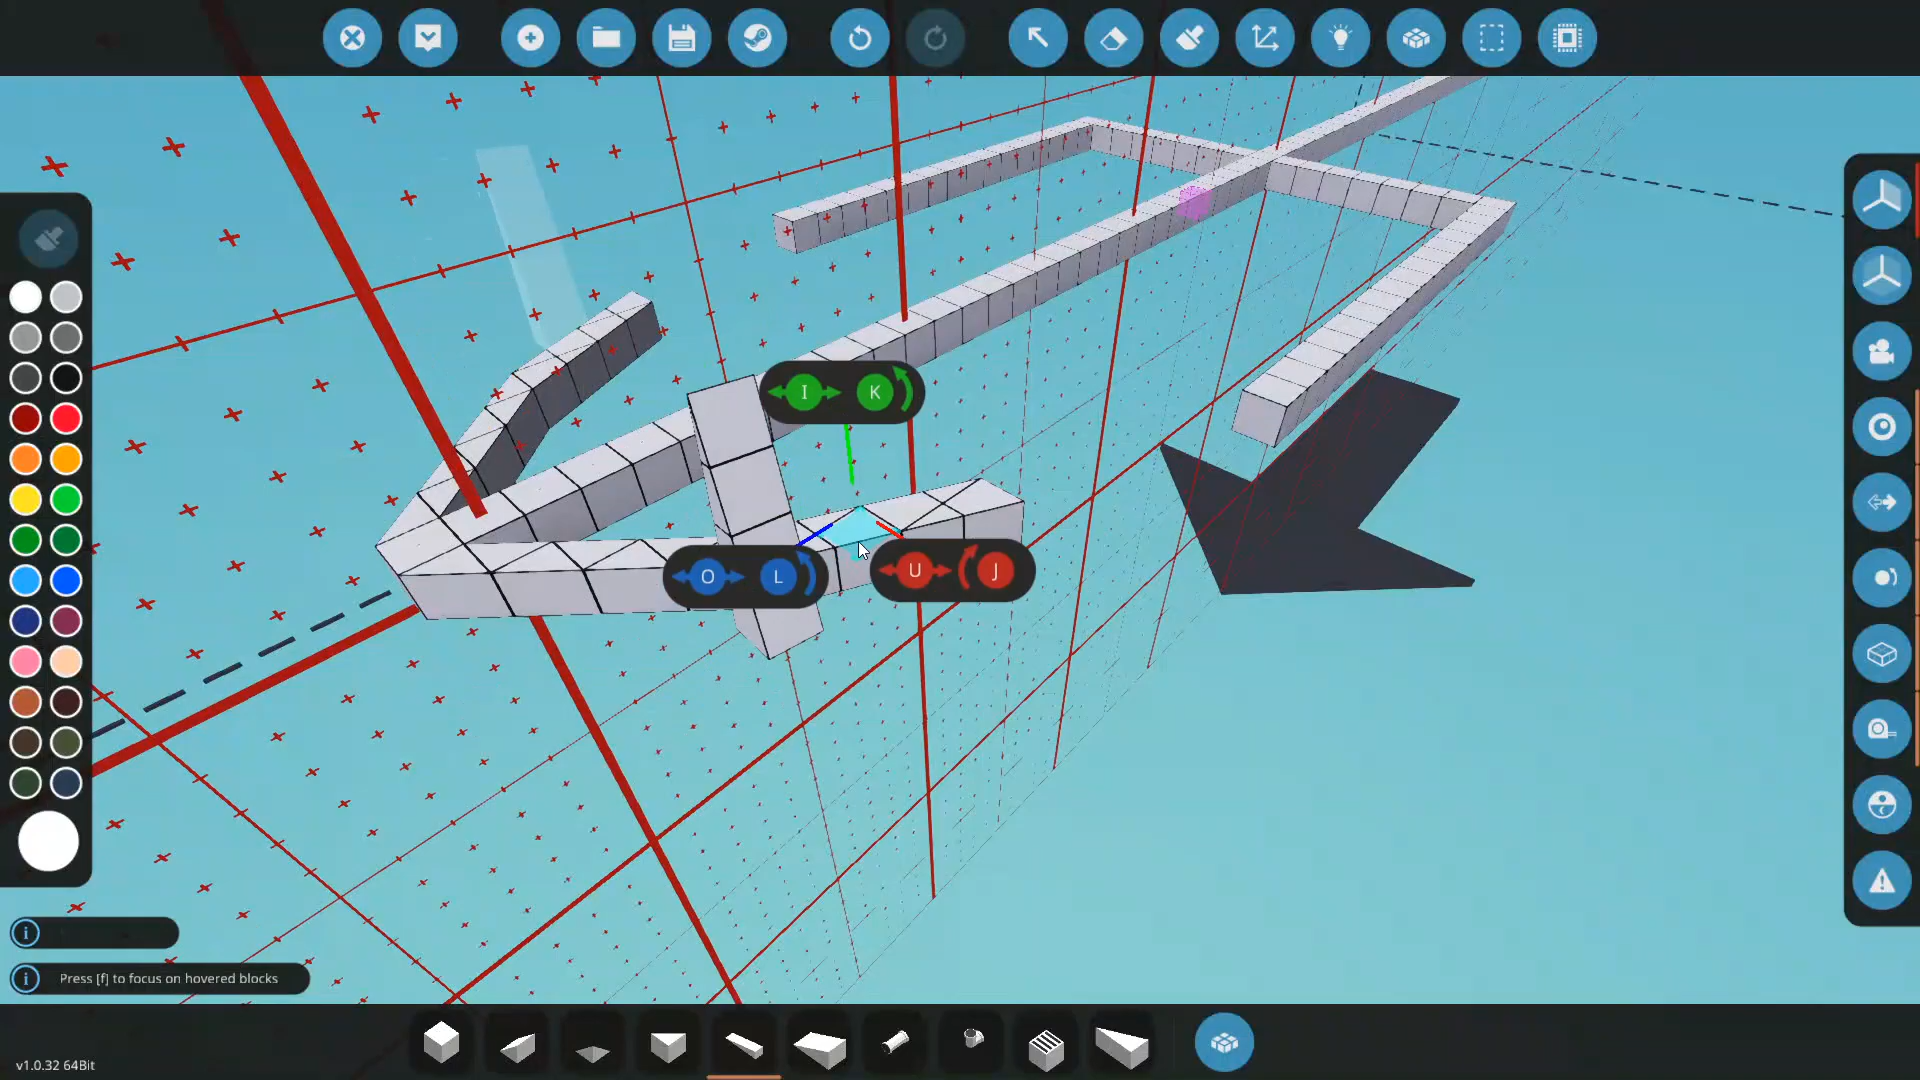 I K
O L
U J
Press [f] to focus on hovered blocks
v1.0.32 64Bit